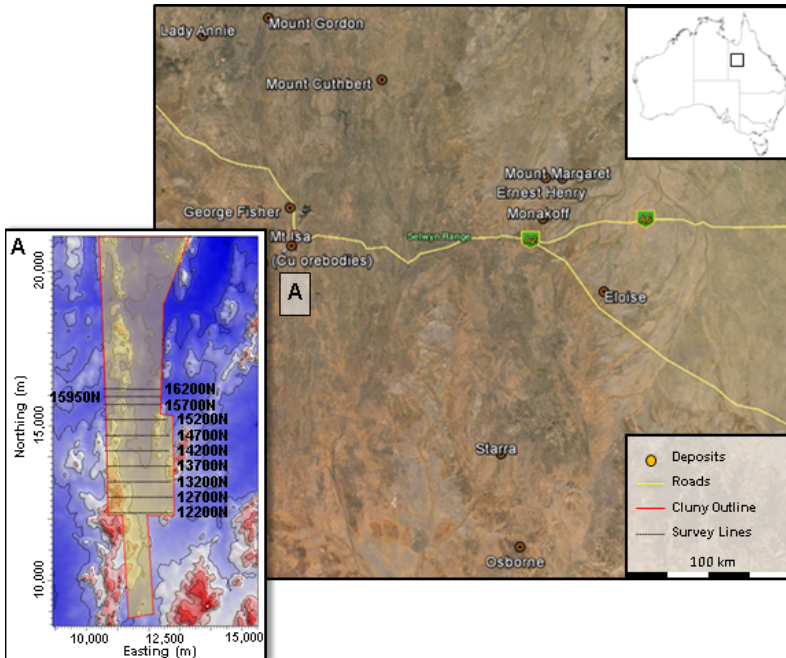 Lady Annie
Mount Gordon
Mount Cuthbert
Mount Margaret
Ernest Henry
Monakoff
George Fisher
Mt Isa
(Cu orebodies)
Selwyn Range
Eloise
Starra
Osborne
A
Deposits
Roads
Cluny Outline
Survey Lines
100 km
A
Northing (m)
20,000
15,000
10,000
15950N
16200N
15700N
15200N
14700N
14200N
13700N
13200N
12700N
12200N
10,000
12,500
15,000
Easting (m)